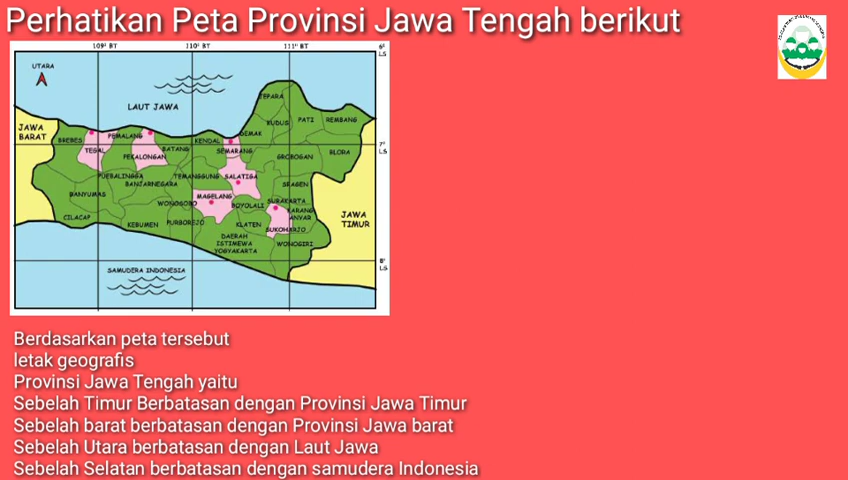 Perhatikan Peta Provinsi Jawa Tengah berikut
109° BT
110° BT
111° BT
6°
LS
UTARA
LAUT JAWA
JEPARA
KUDUS
PATI
REMBANG
JAWA
BARAT
BREBES
PEMALANG
KENDAL
DEMAK
7°
LS
TEGAL
PEKALONGAN
BATANG
SEMARANG
GROBOGAN
BLORA
PUEBALINGGA
BANJARNEGARA
TEMANGGUNG
SALATIGA
SRAGEN
BANYUMAS
WONOSOBO
MAGELANG
BOYOLALI
SURAKARTA
KARANG
ANYAR
JAWA
TIMUR
CILACAP
KEBUMEN
PURBOREJO
KLATEN
SUKOHARJO
DAERAH
ISTIMEWA
YOGYAKARTA
WONOGIRI
8°
LS
SAMUDERA INDONESIA
Berdasarkan peta tersebut
letak geografis
Provinsi Jawa Tengah yaitu
Sebelah Timur Berbatasan dengan Provinsi Jawa Timur
Sebelah barat berbatasan dengan Provinsi Jawa barat
Sebelah Utara berbatasan dengan Laut Jawa
Sebelah Selatan berbatasan dengan samudera Indonesia